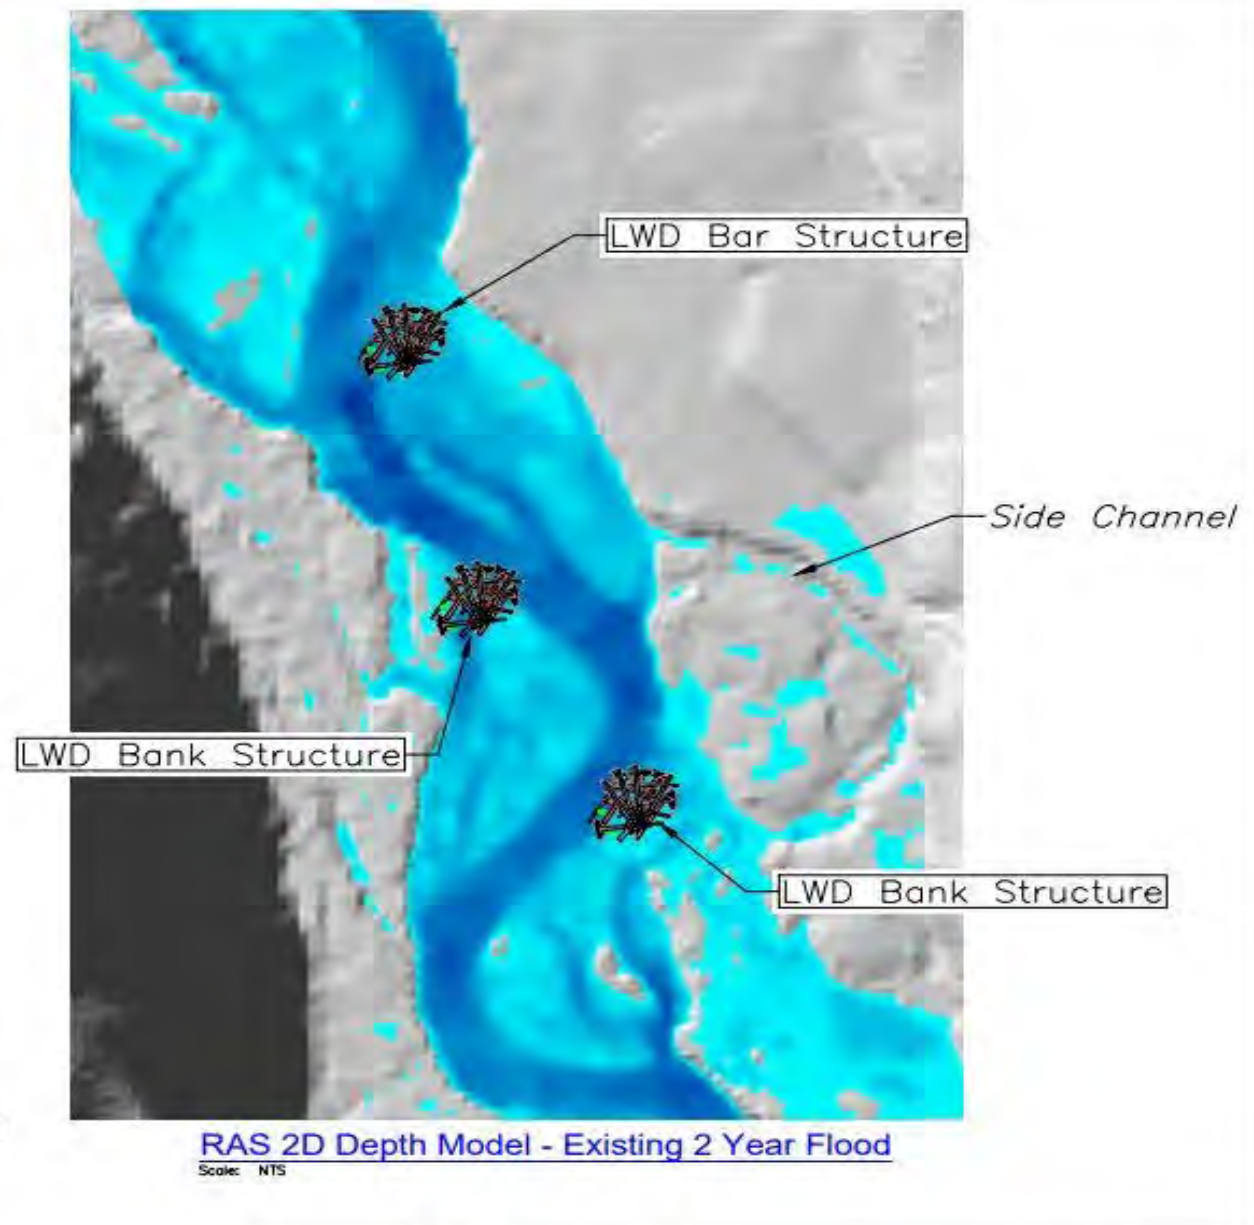 LWD Bar Structure
Side Channel
LWD Bank Structure
LWD Bank Structure
RAS 2D Depth Model - Existing 2 Year Flood
Scale: NTS